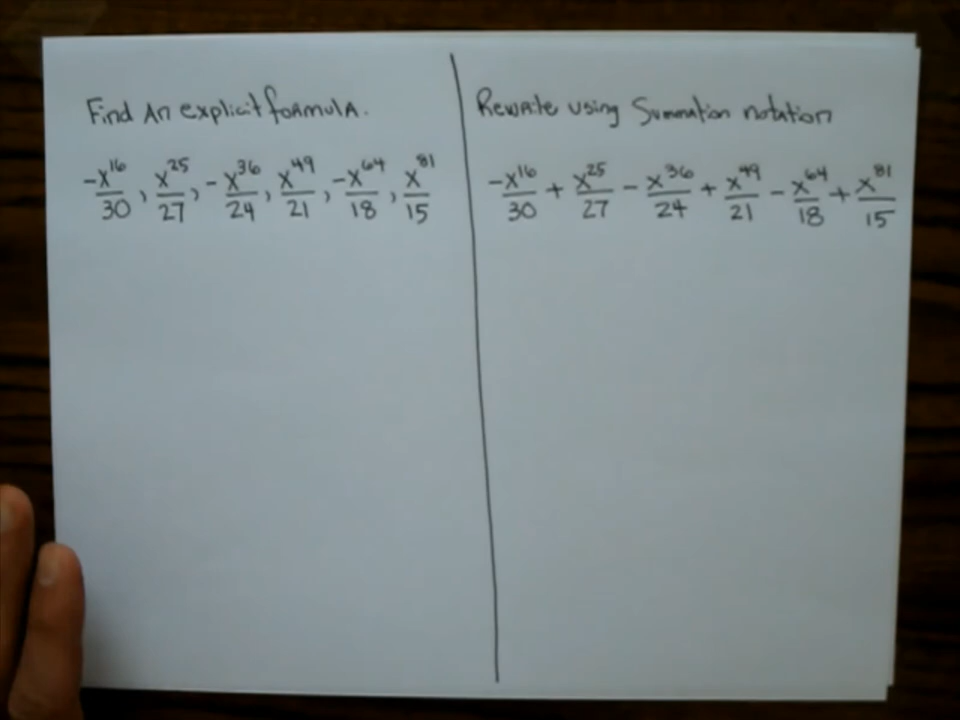 Find An explicit formula.
-x^16/30, x^25/27, -x^36/24, x^49/21, -x^64/18, x^81/15
Rewrite using Summation notation
-x^16/30 + x^25/27 - x^36/24 + x^49/21 - x^64/18 + x^81/15